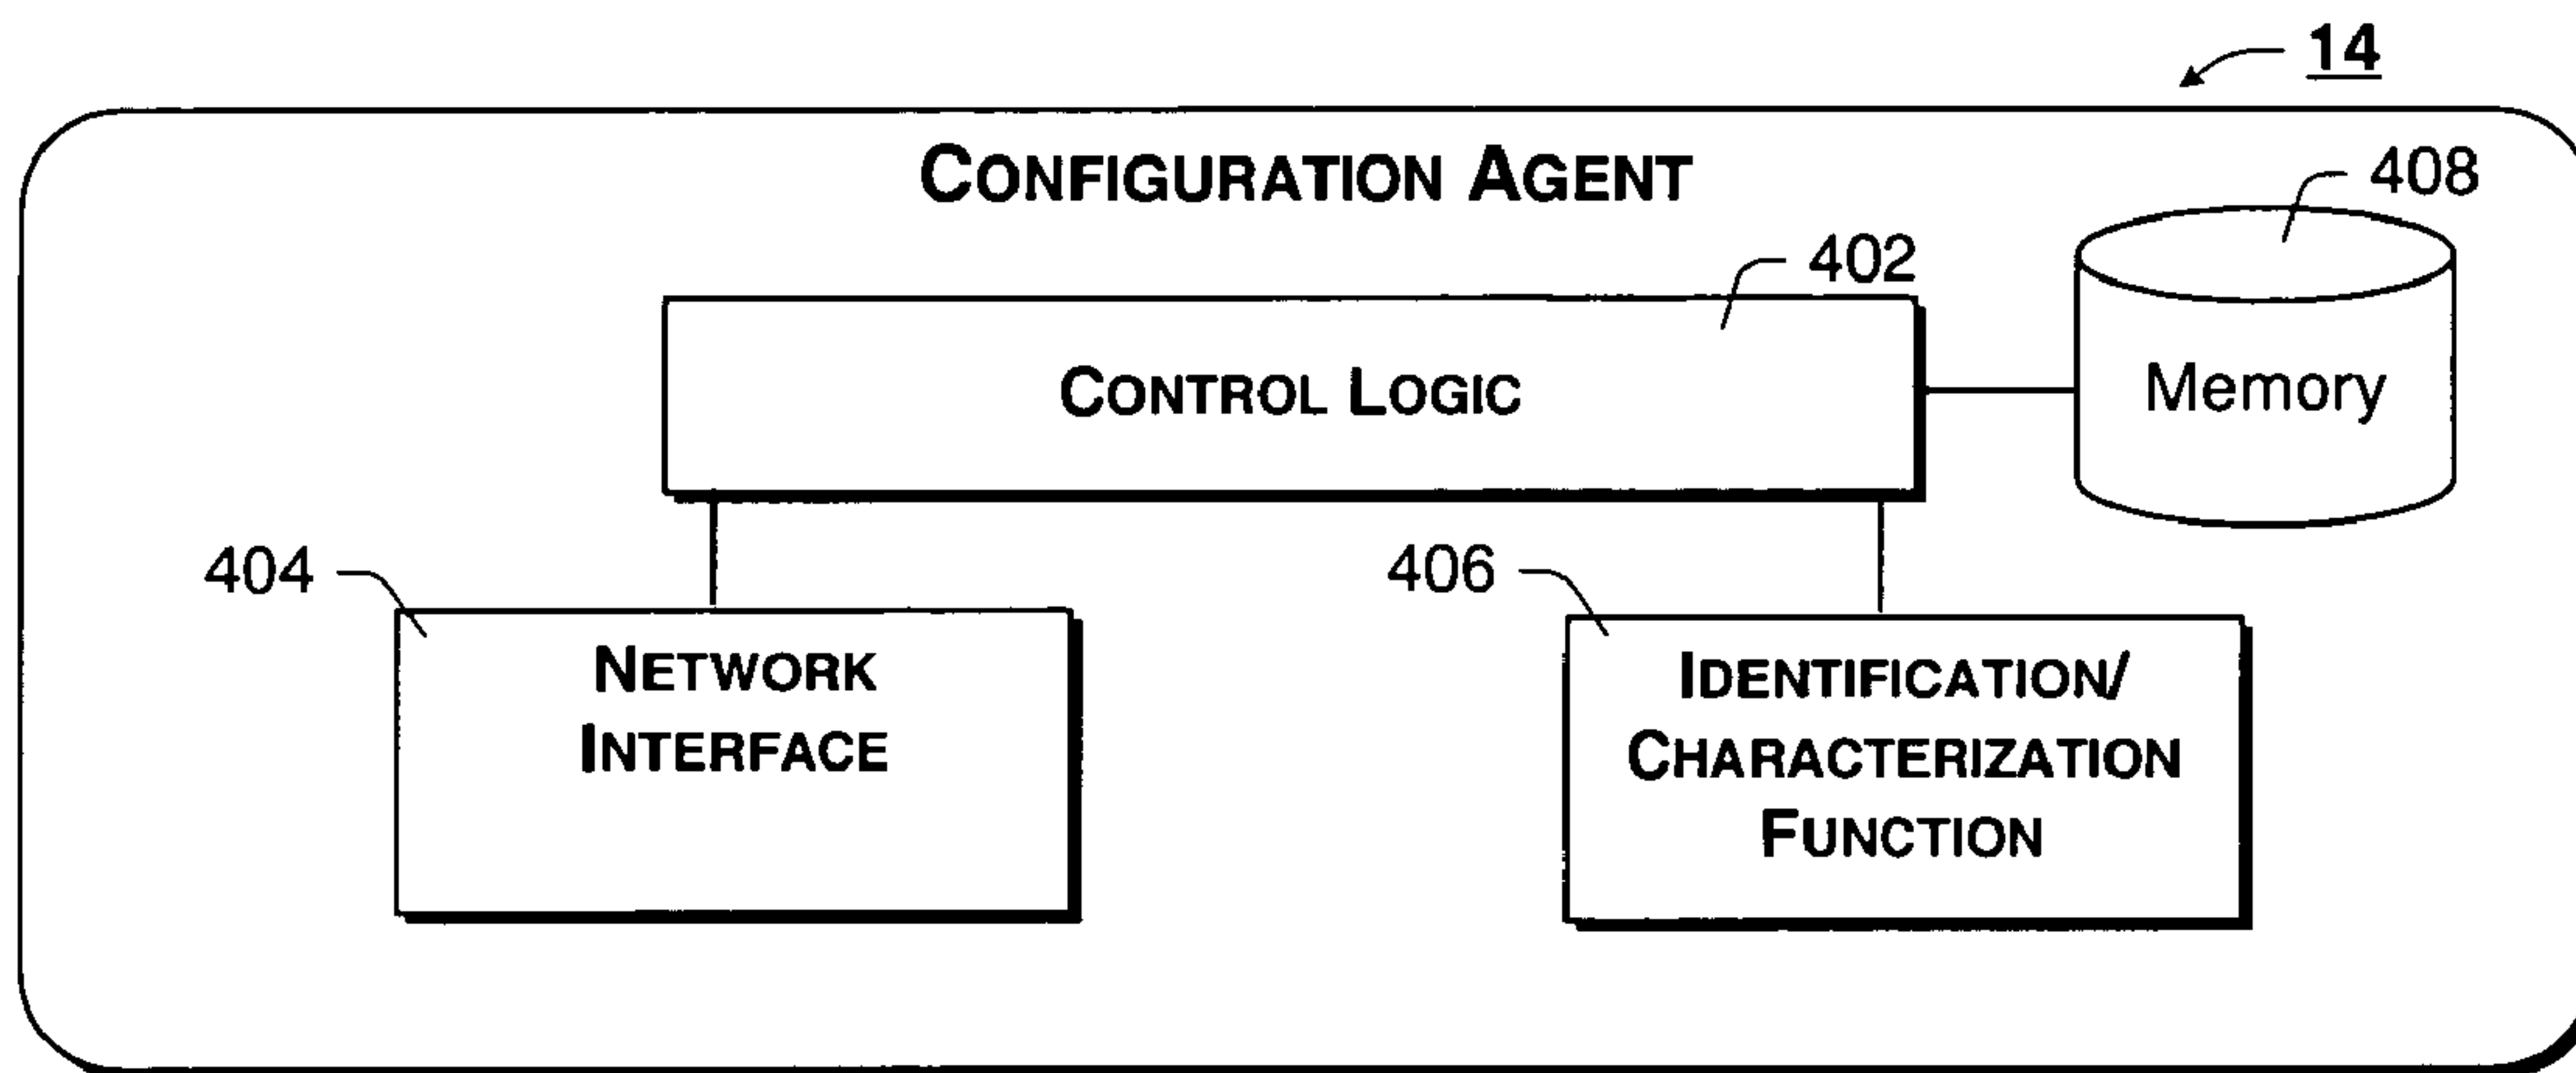 14
CONFIGURATION AGENT
408
402
CONTROL LOGIC
Memory
404
406
NETWORK
INTERFACE
IDENTIFICATION/
CHARACTERIZATION
FUNCTION